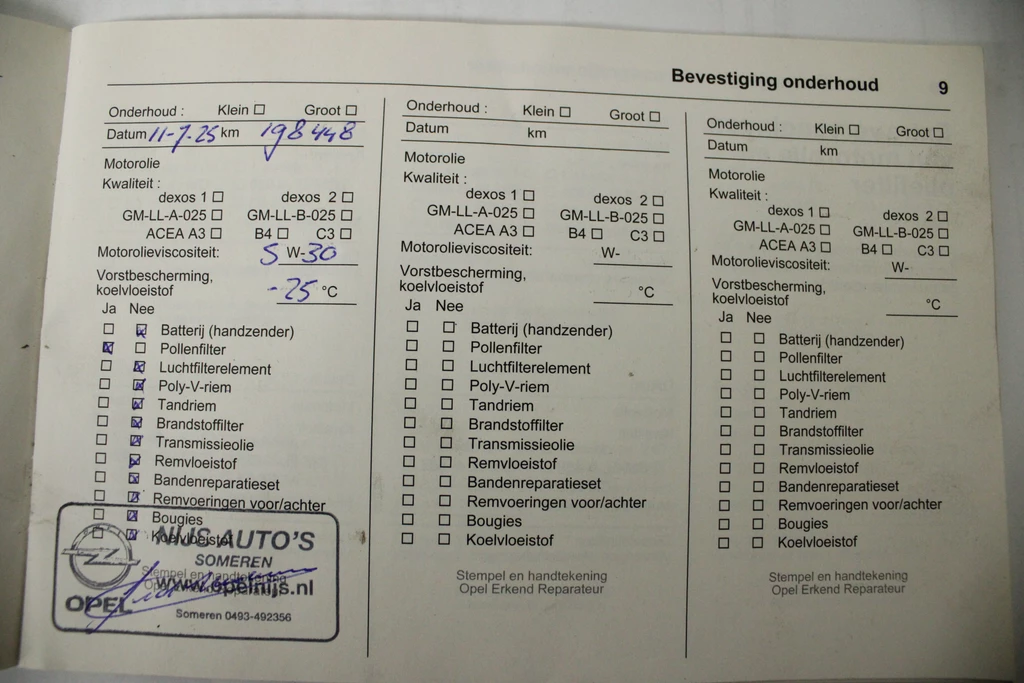 Bevestiging onderhoud 9
Onderhoud : Klein ☐ Groot ☐
Datum 11-7-25 km 198448
Motorolie
Kwaliteit :
dexos 1 ☐ dexos 2 ☐
GM-LL-A-025 ☐ GM-LL-B-025 ☐
ACEA A3 ☐ B4 ☐ C3 ☐
Motorolieviscositeit: 5 W-30
Vorstbescherming,
koelvloeistof -25 °C
Ja Nee
☐ ☒ Batterij (handzender)
☒ ☐ Pollenfilter
☐ ☒ Luchtfilterelement
☐ ☒ Poly-V-riem
☐ ☒ Tandriem
☐ ☒ Brandstoffilter
☐ ☒ Transmissieolie
☐ ☒ Remvloeistof
☐ ☒ Bandenreparatieset
☐ ☒ Remvoeringen voor/achter
☐ ☒ Bougies
☐ ☒ Koelvloeistof
NIJS AUTO'S
SOMEREN
Stempel en handtekening
www.opelnijs.nl
OPEL
Someren 0493-492356
Onderhoud : Klein ☐ Groot ☐
Datum km
Motorolie
Kwaliteit :
dexos 1 ☐ dexos 2 ☐
GM-LL-A-025 ☐ GM-LL-B-025 ☐
ACEA A3 ☐ B4 ☐ C3 ☐
Motorolieviscositeit: W-
Vorstbescherming,
koelvloeistof °C
Ja Nee
☐ ☐ Batterij (handzender)
☐ ☐ Pollenfilter
☐ ☐ Luchtfilterelement
☐ ☐ Poly-V-riem
☐ ☐ Tandriem
☐ ☐ Brandstoffilter
☐ ☐ Transmissieolie
☐ ☐ Remvloeistof
☐ ☐ Bandenreparatieset
☐ ☐ Remvoeringen voor/achter
☐ ☐ Bougies
☐ ☐ Koelvloeistof
Stempel en handtekening
Opel Erkend Reparateur
Onderhoud : Klein ☐ Groot ☐
Datum km
Motorolie
Kwaliteit :
dexos 1 ☐ dexos 2 ☐
GM-LL-A-025 ☐ GM-LL-B-025 ☐
ACEA A3 ☐ B4 ☐ C3 ☐
Motorolieviscositeit: W-
Vorstbescherming,
koelvloeistof °C
Ja Nee
☐ ☐ Batterij (handzender)
☐ ☐ Pollenfilter
☐ ☐ Luchtfilterelement
☐ ☐ Poly-V-riem
☐ ☐ Tandriem
☐ ☐ Brandstoffilter
☐ ☐ Transmissieolie
☐ ☐ Remvloeistof
☐ ☐ Bandenreparatieset
☐ ☐ Remvoeringen voor/achter
☐ ☐ Bougies
☐ ☐ Koelvloeistof
Stempel en handtekening
Opel Erkend Reparateur